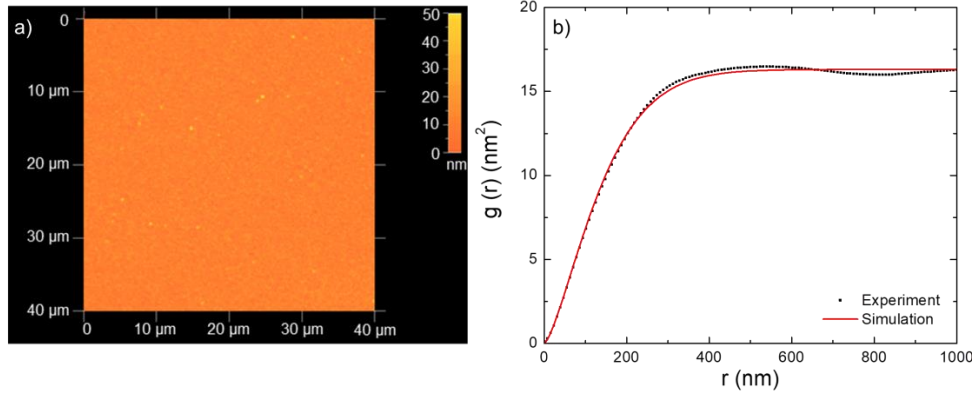 a)
0
10 µm
20 µm
30 µm
40 µm
0
10 µm
20 µm
30 µm
40 µm
50
40
30
20
10
0
nm
b)
20
15
10
5
0
g (r) (nm²)
0
200
400
600
800
1000
r (nm)
Experiment
Simulation